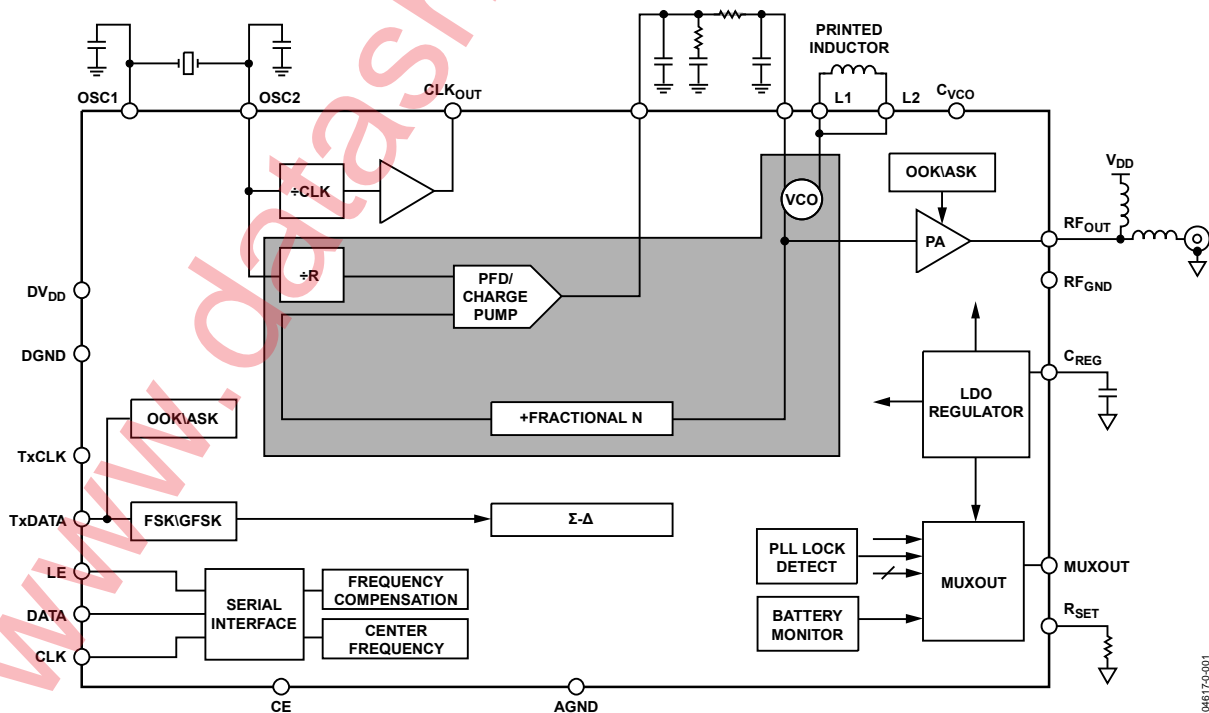 PRINTED
INDUCTOR
OSC1
OSC2
CLKOUT
L1
L2
CVCO
VDD
÷CLK
OOK\ASK
VCO
PA
RFOUT
÷R
PFD/
CHARGE
PUMP
RFGND
DVDD
DGND
CREG
LDO
REGULATOR
OOK\ASK
+FRACTIONAL N
TxCLK
TxDATA
FSK\GFSK
Σ-Δ
PLL LOCK
DETECT
MUXOUT
MUXOUT
LE
DATA
CLK
SERIAL
INTERFACE
FREQUENCY
COMPENSATION
CENTER
FREQUENCY
BATTERY
MONITOR
RSET
CE
AGND
04617-0-001
www.datash